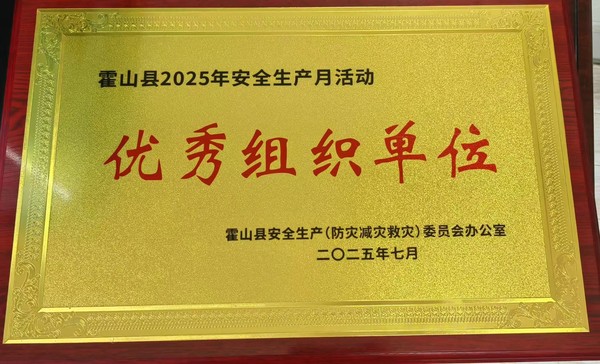 霍山县2025年安全生产月活动
优秀组织单位
霍山县安全生产（防灾减灾救灾）委员会办公室
二〇二五年七月